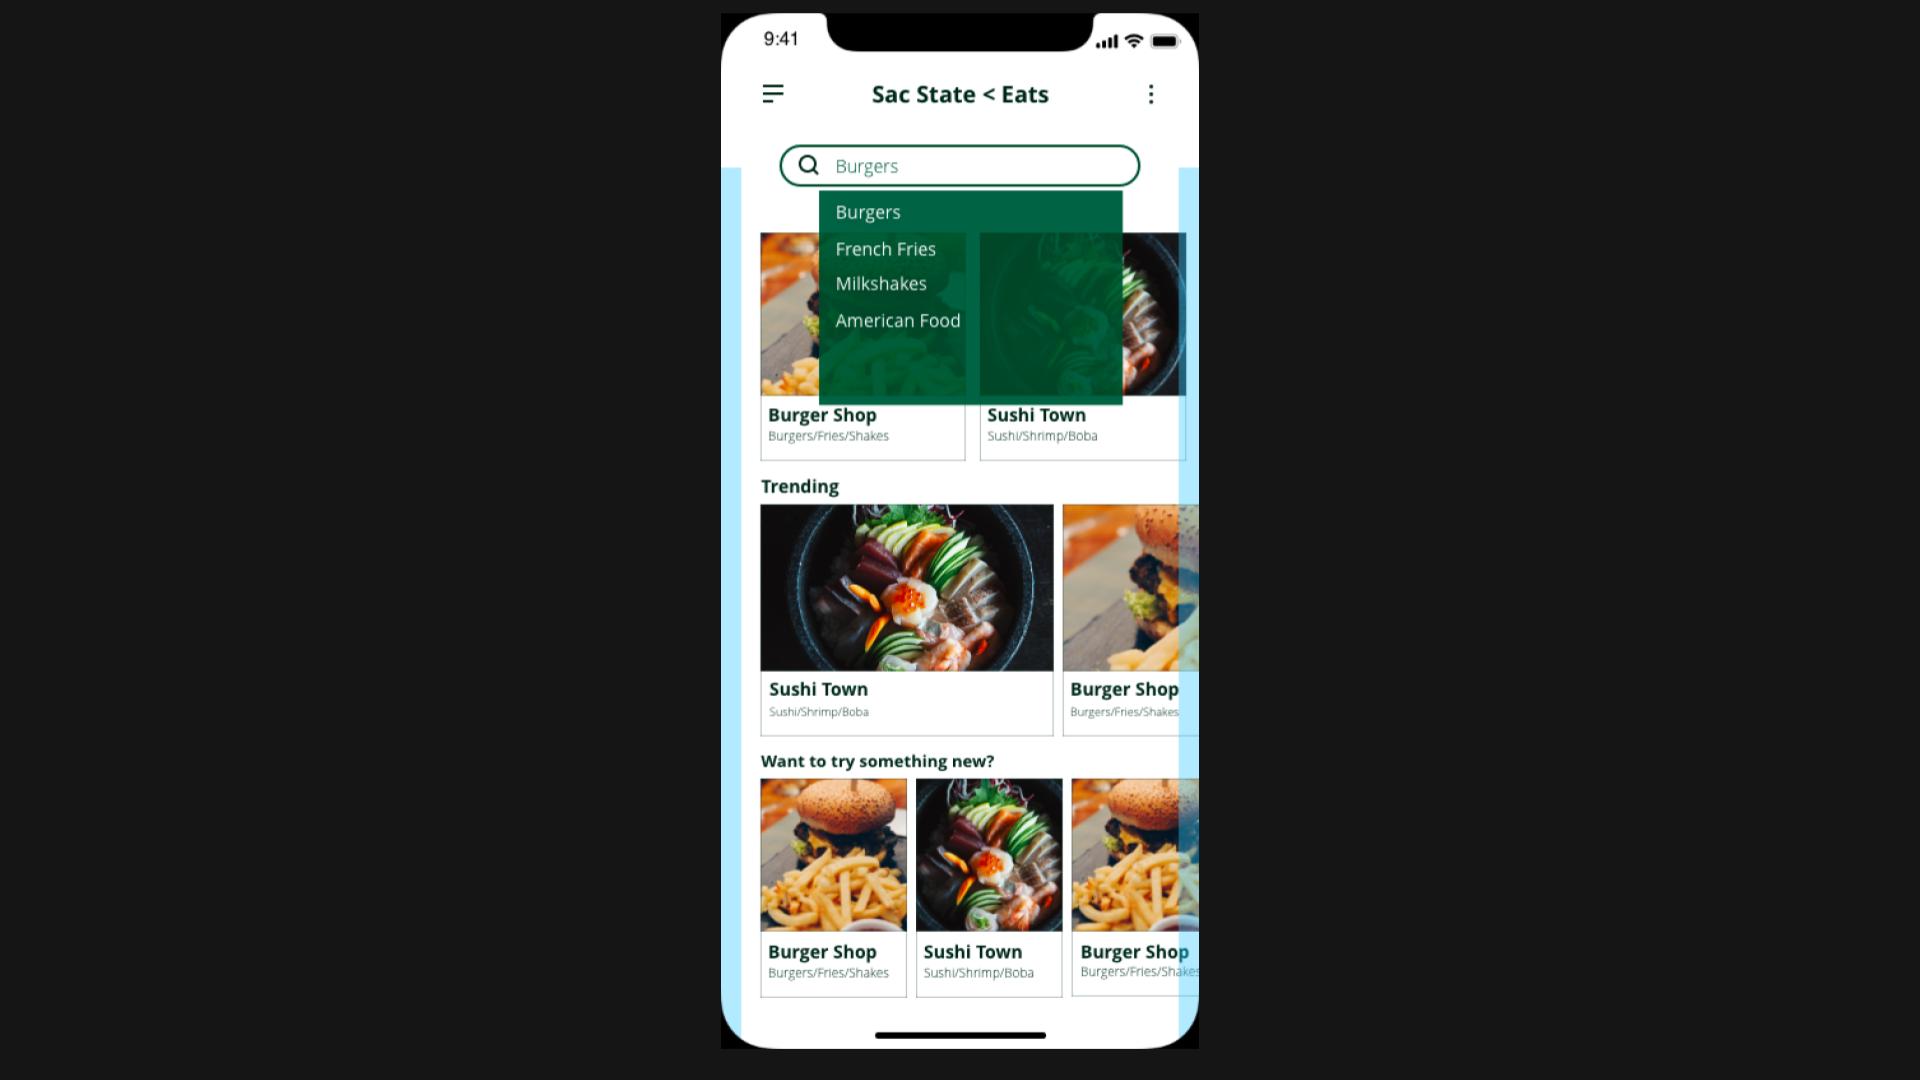 9:41
Sac State < Eats
Burgers
Burgers
French Fries
Milkshakes
American Food
Burger Shop
Burgers/Fries/Shakes
Sushi Town
Sushi/Shrimp/Boba
Trending
Sushi Town
Sushi/Shrimp/Boba
Burger Shop
Burgers/Fries/Shakes
Want to try something new?
Burger Shop
Burgers/Fries/Shakes
Sushi Town
Sushi/Shrimp/Boba
Burger Shop
Burgers/Fries/Shakes